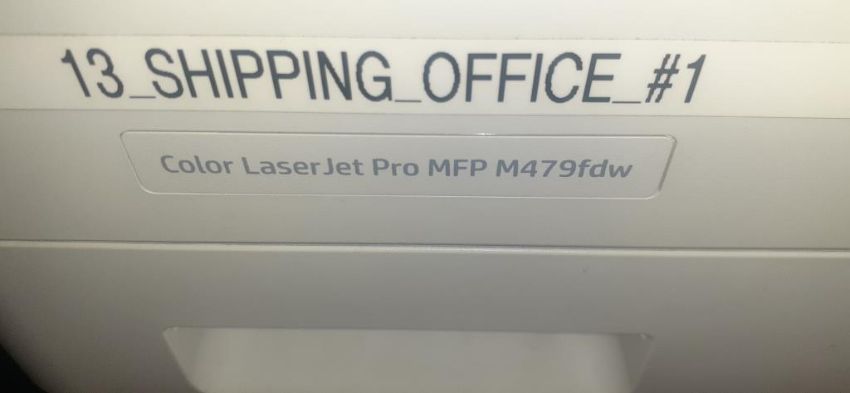 13_SHIPPING_OFFICE_#1
Color LaserJet Pro MFP M479fdw